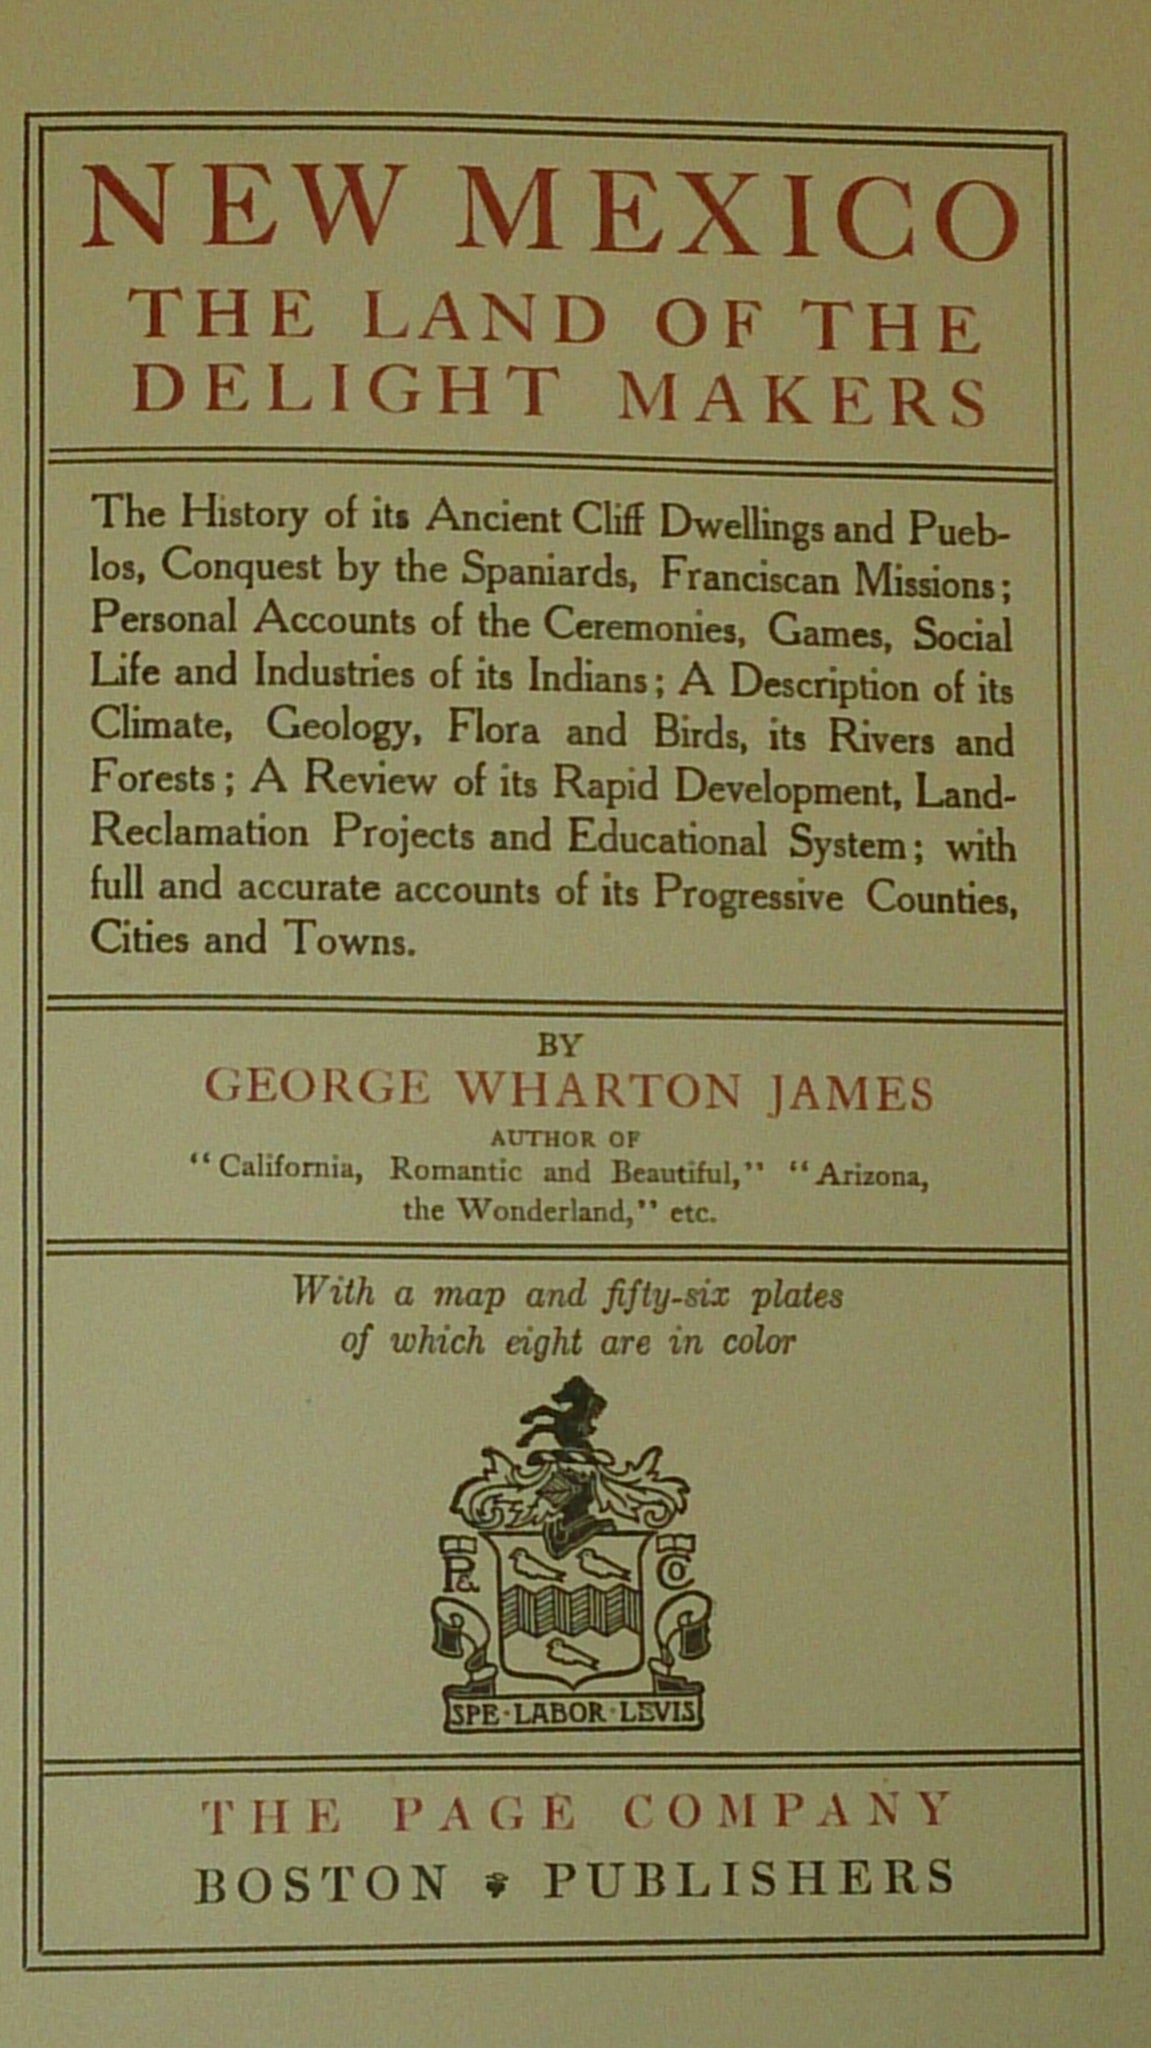 NEW MEXICO
THE LAND OF THE
DELIGHT MAKERS
The History of its Ancient Cliff Dwellings and Pueb-
los, Conquest by the Spaniards, Franciscan Missions;
Personal Accounts of the Ceremonies, Games, Social
Life and Industries of its Indians; A Description of its
Climate, Geology, Flora and Birds, its Rivers and
Forests; A Review of its Rapid Development, Land-
Reclamation Projects and Educational System; with
full and accurate accounts of its Progressive Counties,
Cities and Towns.
BY
GEORGE WHARTON JAMES
AUTHOR OF
“California, Romantic and Beautiful,” “Arizona,
the Wonderland,” etc.
With a map and fifty-six plates
of which eight are in color
P& Co
SPE·LABOR·LEVIS
THE PAGE COMPANY
BOSTON PUBLISHERS